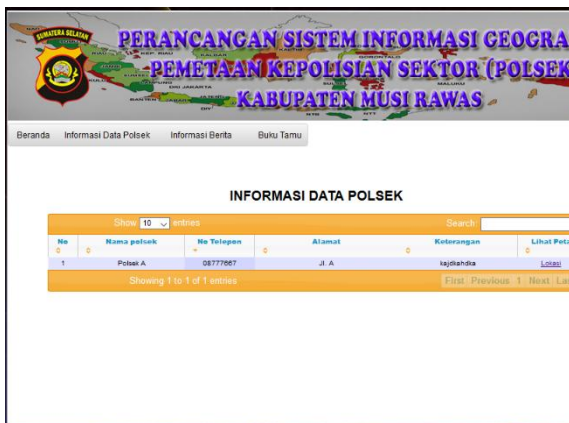 SUMATERA SELATAN
PERANCANGAN SISTEM INFORMASI GEOGRA
PEMETAAN KEPOLISIAN SEKTOR (POLSEK
KABUPATEN MUSI RAWAS
Beranda Informasi Data Polsek Informasi Berita Buku Tamu
INFORMASI DATA POLSEK
Show 10 entries Search
No Nama polsek No Telepon Alamat Keterangan Lihat Peta
1 Polsek A 08777667 Jl. A kajdkahdka Lokasi
Showing 1 to 1 of 1 entries First Previous 1 Next La